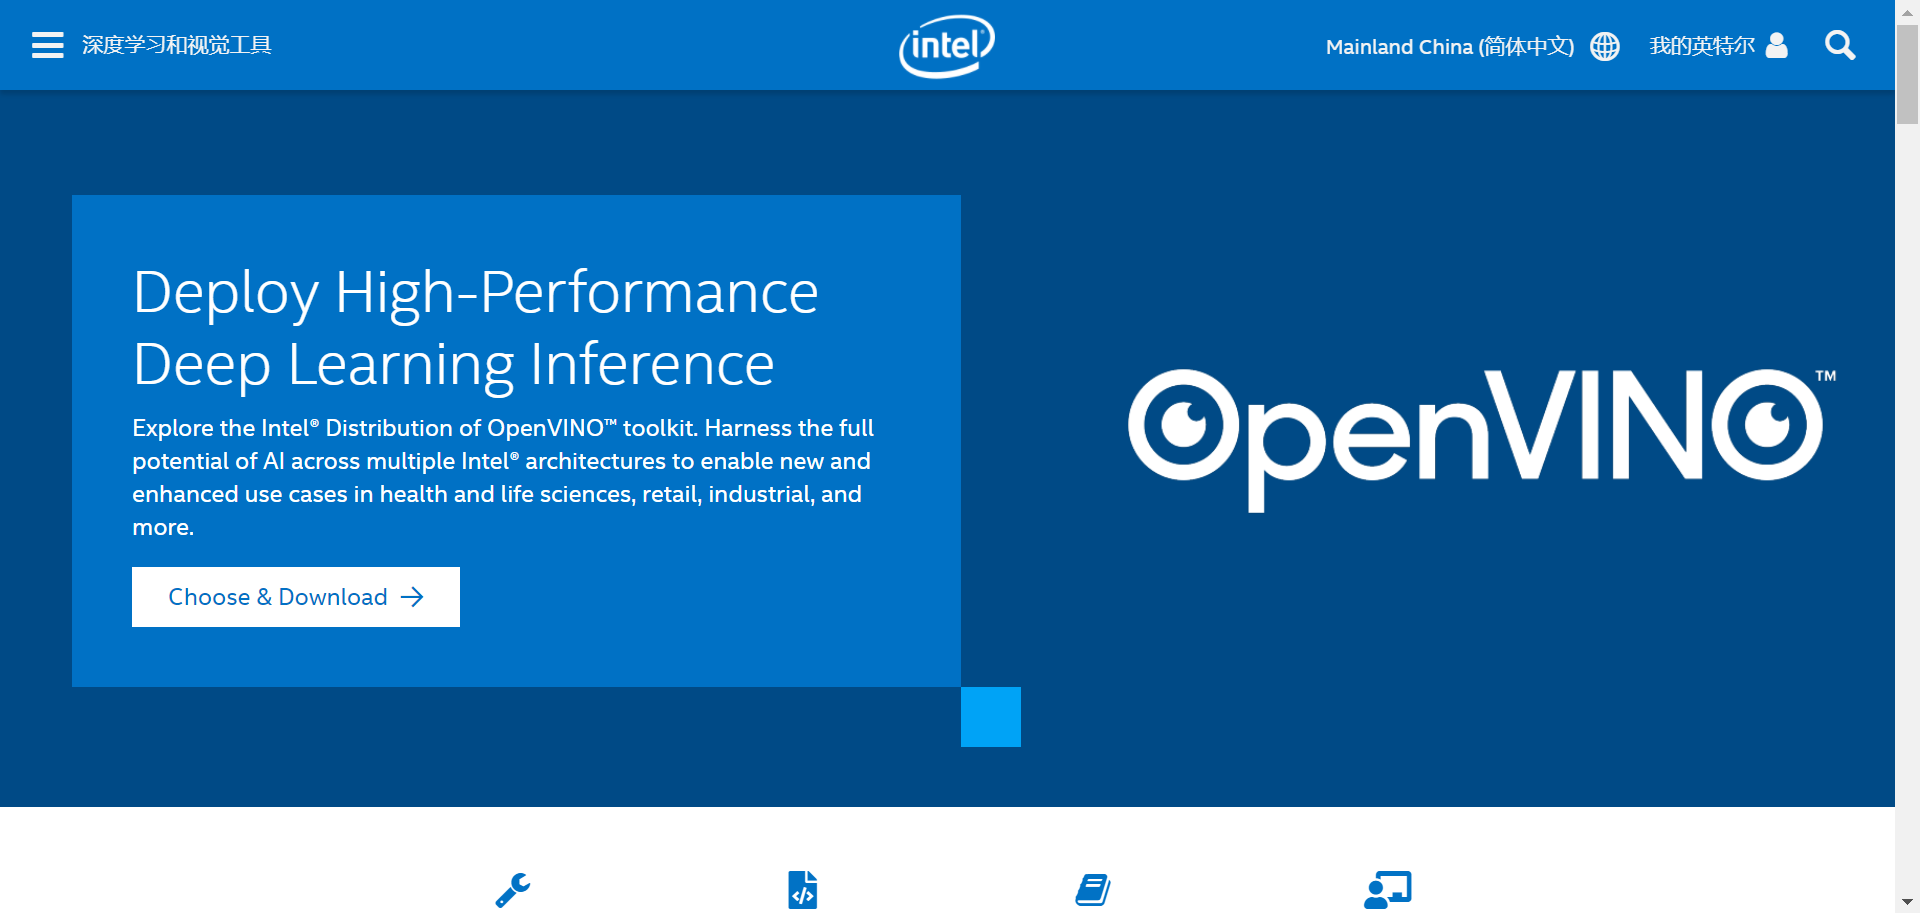 深度学习和视觉工具
intel
Mainland China (简体中文)
我的英特尔
Deploy High-Performance
Deep Learning Inference
Explore the Intel® Distribution of OpenVINO™ toolkit. Harness the full
potential of AI across multiple Intel® architectures to enable new and
enhanced use cases in health and life sciences, retail, industrial, and
more.
Choose & Download
OpenVINO™